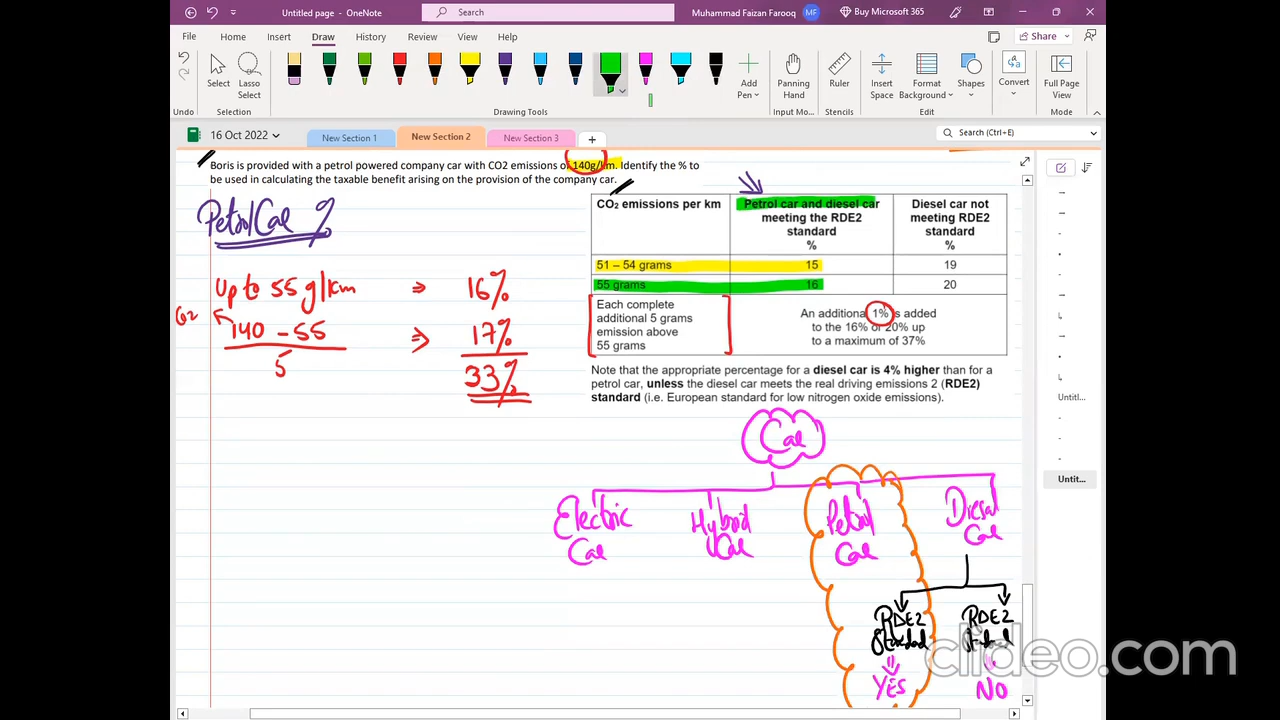 Untitled page - OneNote
Search
Muhammad Faizan Farooq
MF
Buy Microsoft 365
File
Home
Insert
Draw
History
Review
View
Help
Share
Select
Lasso
Select
Add
Pen
Panning
Hand
Ruler
Insert
Space
Format
Background
Shapes
Convert
Full Page
View
Undo
Selection
Drawing Tools
Input Mo...
Stencils
Edit
Mode
16 Oct 2022
New Section 1
New Section 2
New Section 3
Search (Ctrl+E)
Boris is provided with a petrol powered company car with CO2 emissions of 140g/km. Identify the % to
be used in calculating the taxable benefit arising on the provision of the company car.
Petrol Car %
Up to 55 g/km ⇒ 16%
140 - 55 ⇒ 17%
5
33%
CO₂ emissions per km
Petrol car and diesel car
meeting the RDE2
standard
%
Diesel car not
meeting RDE2
standard
%
51 – 54 grams 15 19
55 grams 16 20
Each complete
additional 5 grams
emission above
55 grams
An additional 1% is added
to the 16% or 20% up
to a maximum of 37%
Note that the appropriate percentage for a diesel car is 4% higher than for a
petrol car, unless the diesel car meets the real driving emissions 2 (RDE2)
standard (i.e. European standard for low nitrogen oxide emissions).
Car
Electric
Car
Hybrid
Car
Petrol
Car
Diesal
Car
RDE2
Standard
YES
RDE2
Standard
NO
Untitl...
Untit...
clideo.com